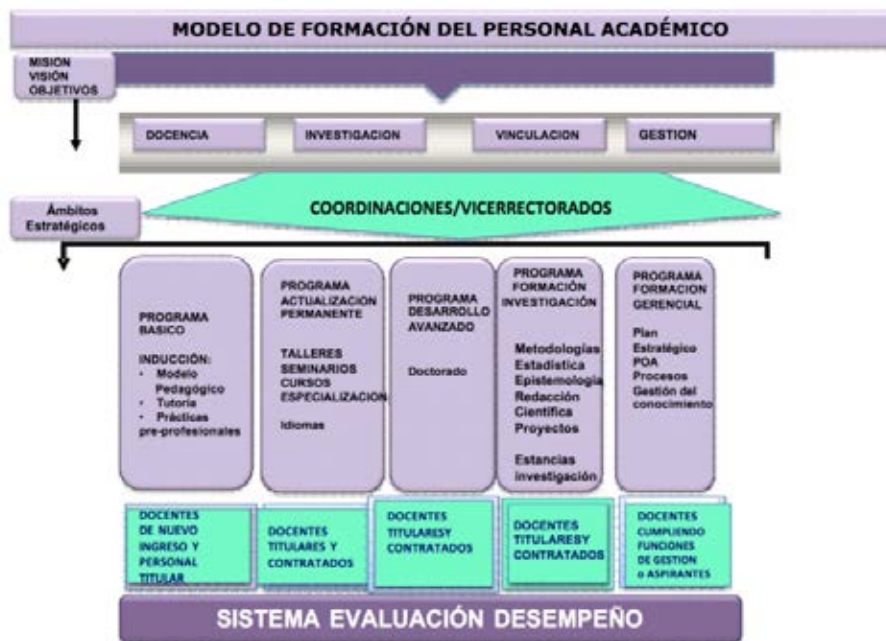 MODELO DE FORMACIÓN DEL PERSONAL ACADÉMICO
MISION
VISIÓN
OBJETIVOS
DOCENCIA
INVESTIGACION
VINCULACION
GESTION
Ámbitos
Estratégicos
COORDINACIONES/VICERRECTORADOS
PROGRAMA
BASICO
INDUCCIÓN:
• Modelo
Pedagógico
• Tutoria
• Prácticas
pre-profesionales
PROGRAMA
ACTUALIZACION
PERMANENTE
TALLERES
SEMINARIOS
CURSOS
ESPECIALIZACIÓN
Idiomas
PROGRAMA
DESARROLLO
AVANZADO
Doctorado
PROGRAMA
FORMACIÓN
INVESTIGACIÓN
Metodologías
Estadística
Epistemología
Redacción
Científica
Proyectos
Estancias
investigación
PROGRAMA
FORMACION
GERENCIAL
Plan
Estratégico
POA
Procesos
Gestión del
conocimiento
DOCENTES
DE NUEVO
INGRESO Y
PERSONAL
TITULAR
DOCENTES
TITULARES Y
CONTRATADOS
DOCENTES
TITULARESY
CONTRATADOS
DOCENTES
TITULARESY
CONTRATADOS
DOCENTES
CUMPLIENDO
FUNCIONES
DE GESTION
o ASPIRANTES
SISTEMA EVALUACIÓN DESEMPEÑO